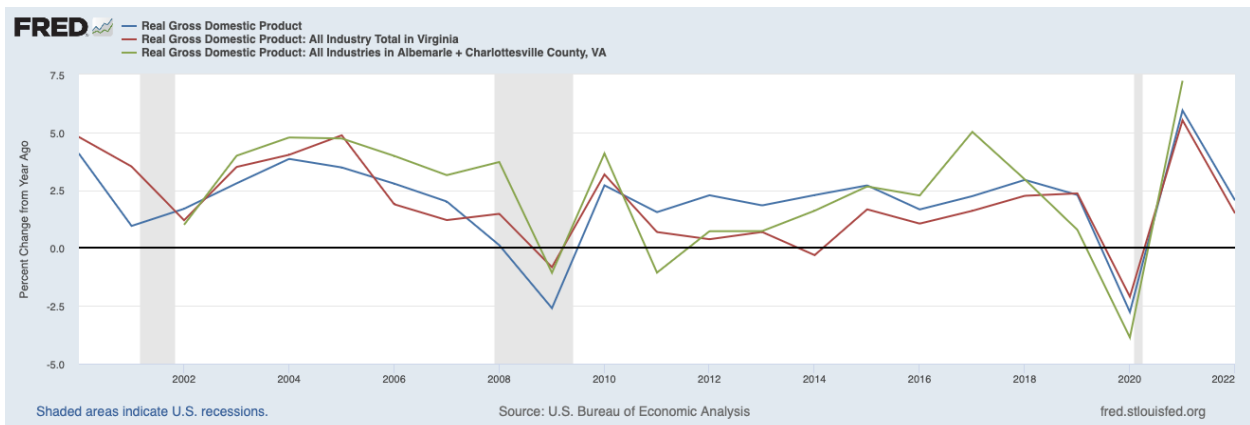 FRED
Real Gross Domestic Product
Real Gross Domestic Product: All Industry Total in Virginia
Real Gross Domestic Product: All Industries in Albemarle + Charlottesville County, VA
Percent Change from Year Ago
7.5
5.0
2.5
0.0
-2.5
-5.0
2002 2004 2006 2008 2010 2012 2014 2016 2018 2020 2022
Shaded areas indicate U.S. recessions. Source: U.S. Bureau of Economic Analysis fred.stlouisfed.org